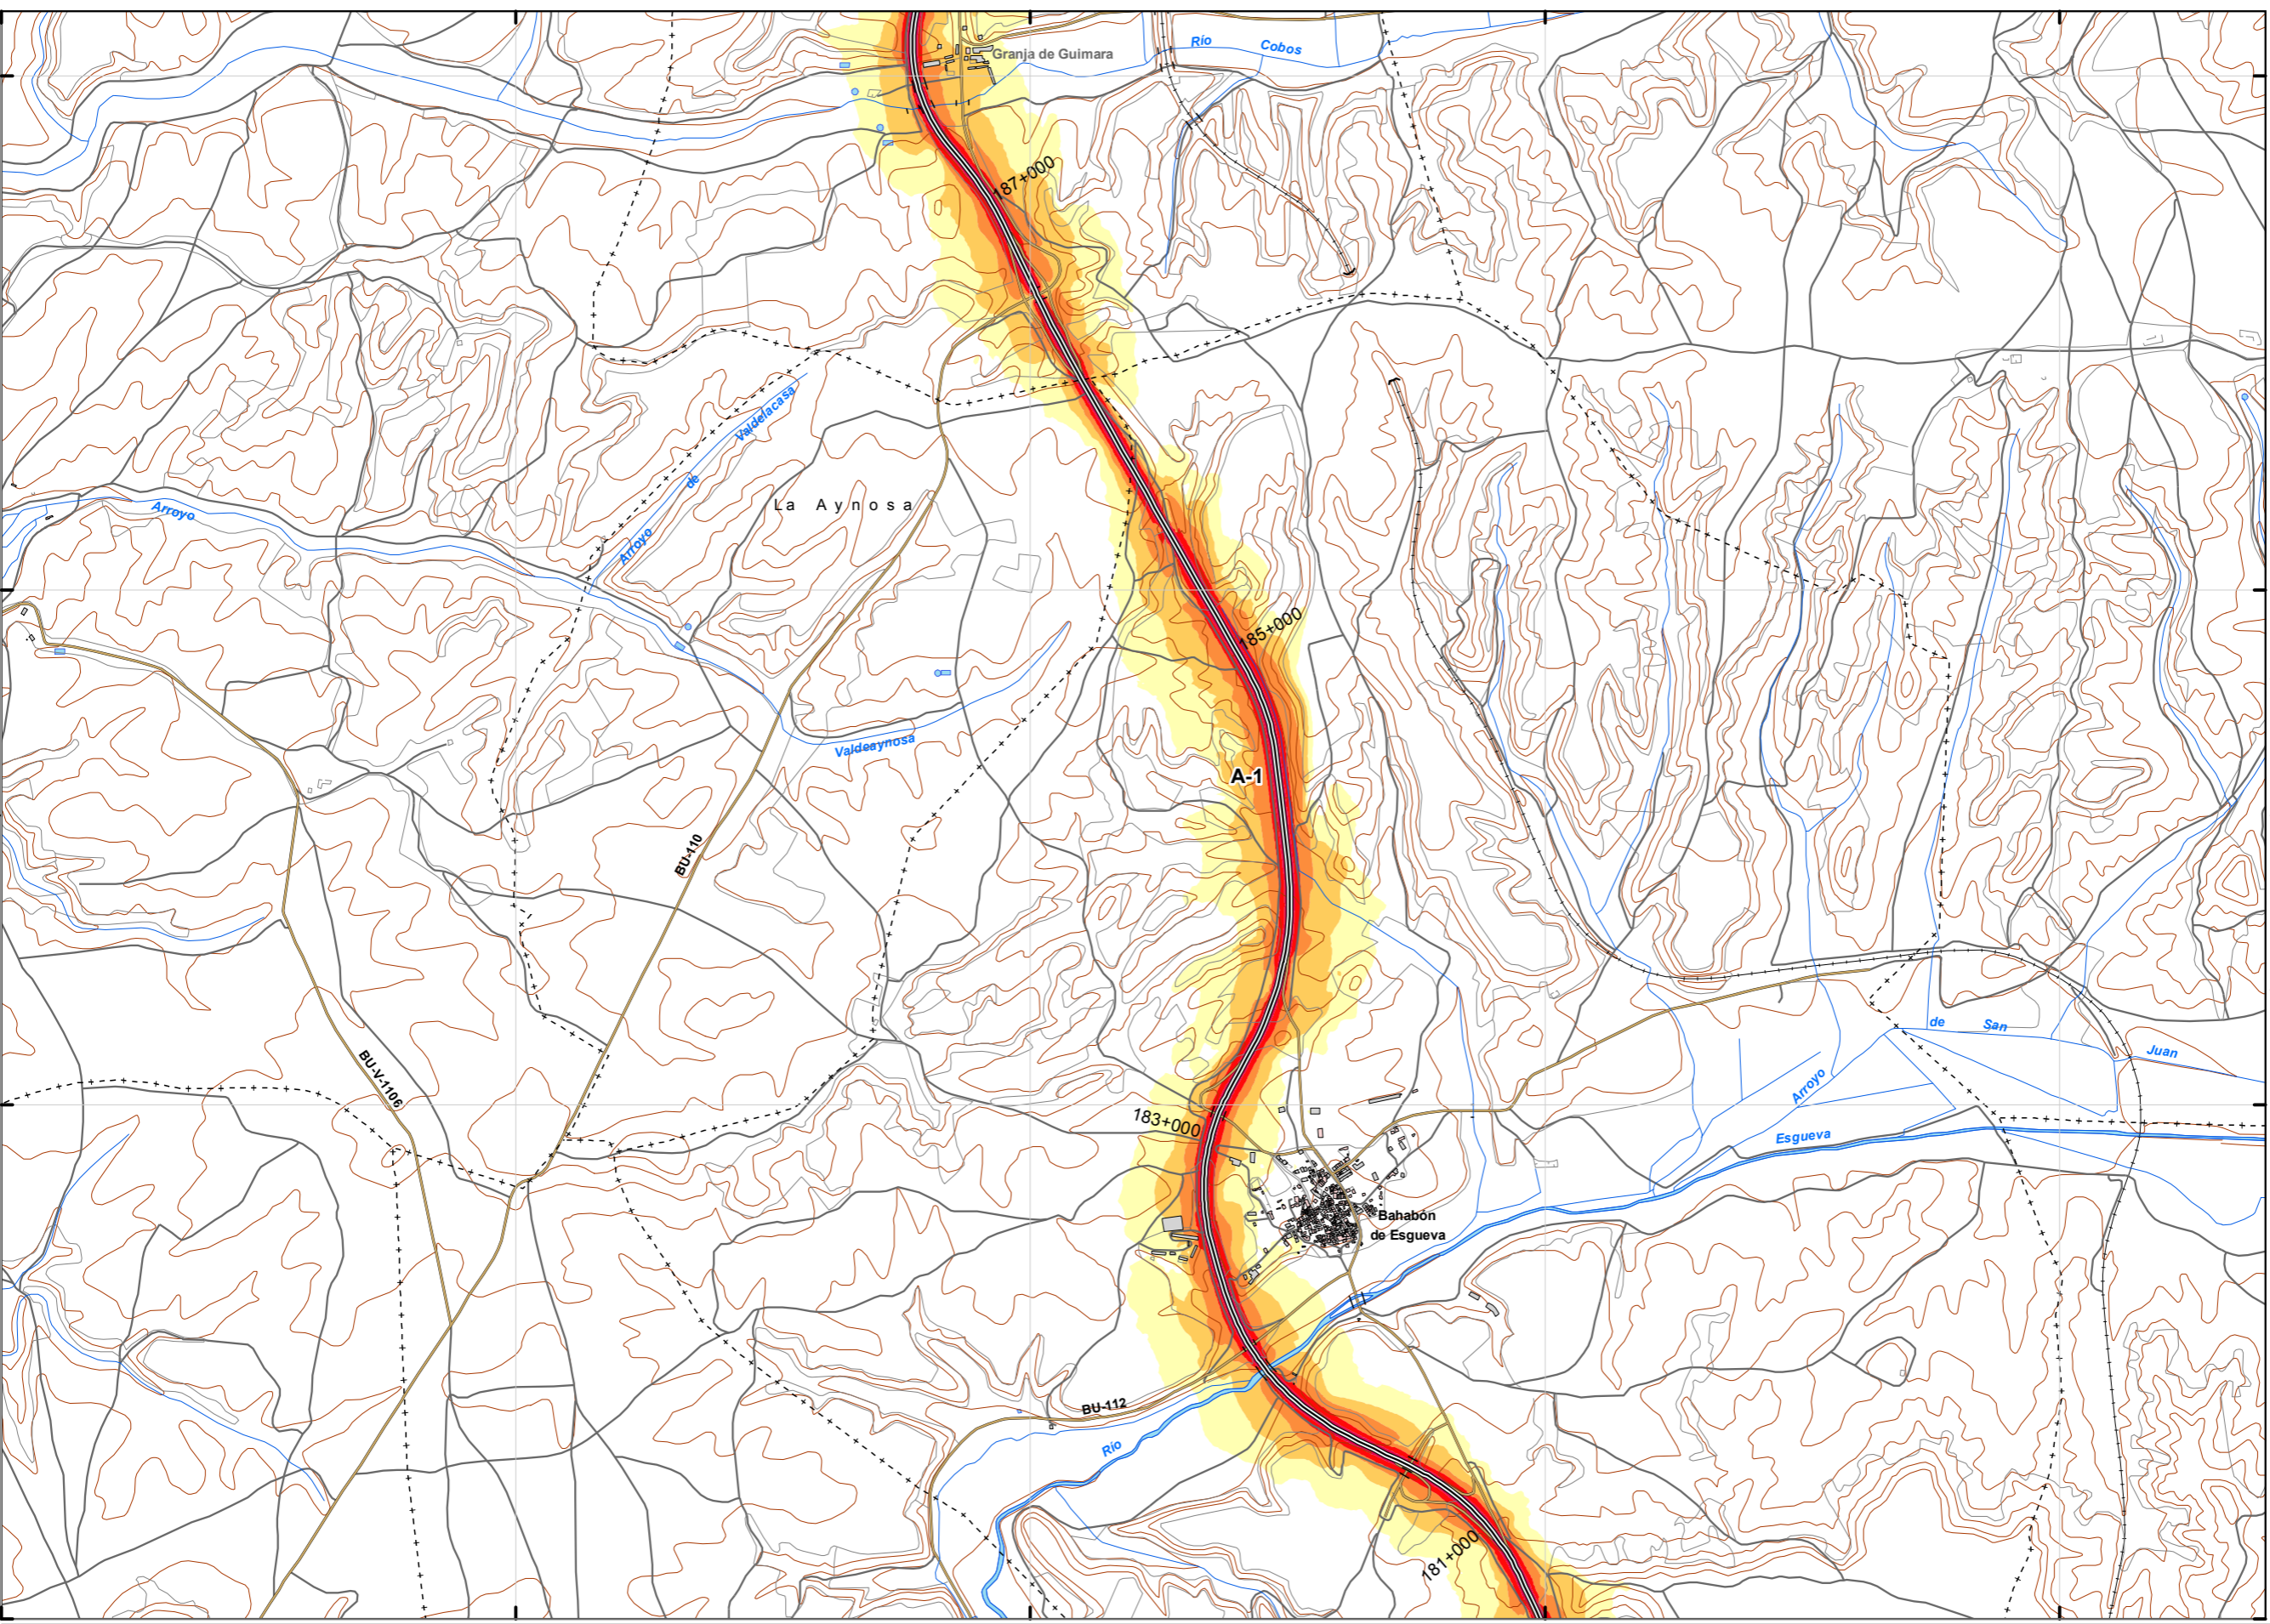 Granja de Guimara
Río Cobos
187+000
Arroyo de Valdelacasa
La Aynosa
Arroyo
185+000
Valdeaynosa
A-1
BU-110
de San Juan
BU-V-1106
Arroyo
183+000
Esgueva
Bahabón
de Esgueva
BU-112
Río
181+000